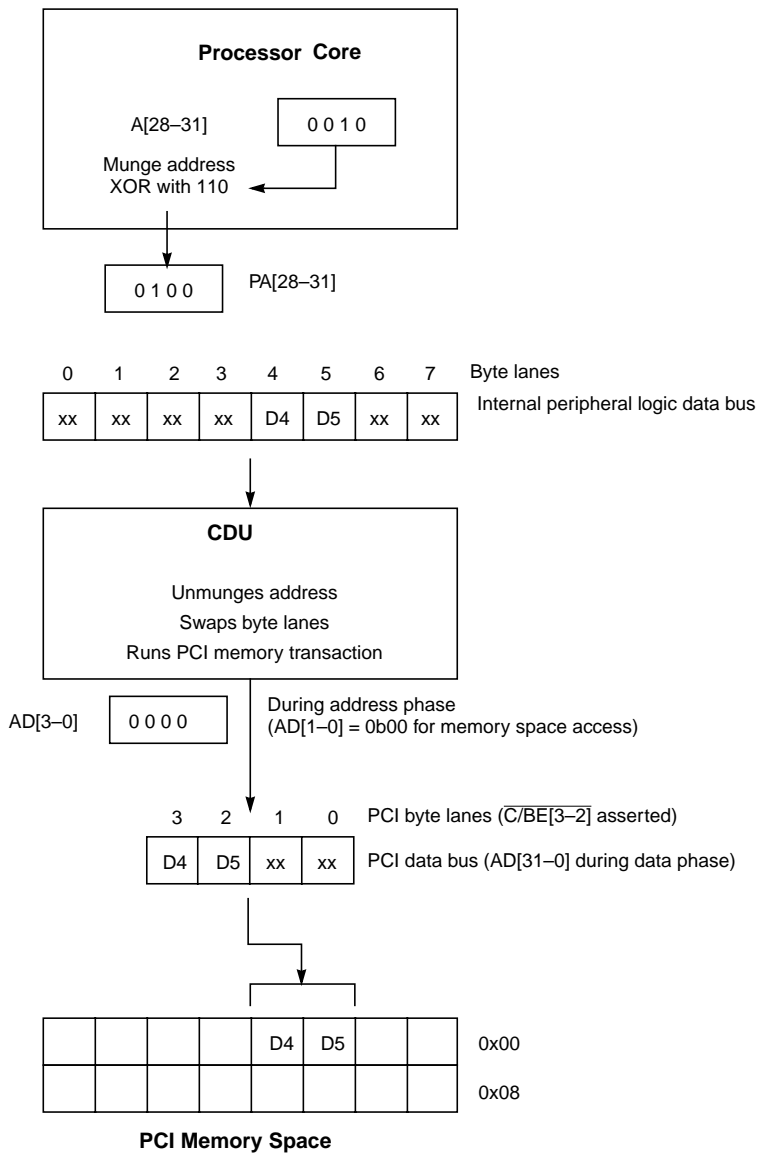 Processor Core
A[28–31]
0 0 1 0
Munge address
XOR with 110
0 1 0 0
PA[28–31]
0 1 2 3 4 5 6 7 Byte lanes
xx xx xx xx D4 D5 xx xx Internal peripheral logic data bus
CDU
Unmunges address
Swaps byte lanes
Runs PCI memory transaction
AD[3–0]
0 0 0 0
During address phase
(AD[1–0] = 0b00 for memory space access)
3 2 1 0 PCI byte lanes (C/BE[3–2] asserted)
D4 D5 xx xx PCI data bus (AD[31–0] during data phase)
D4 D5 0x00
0x08
PCI Memory Space